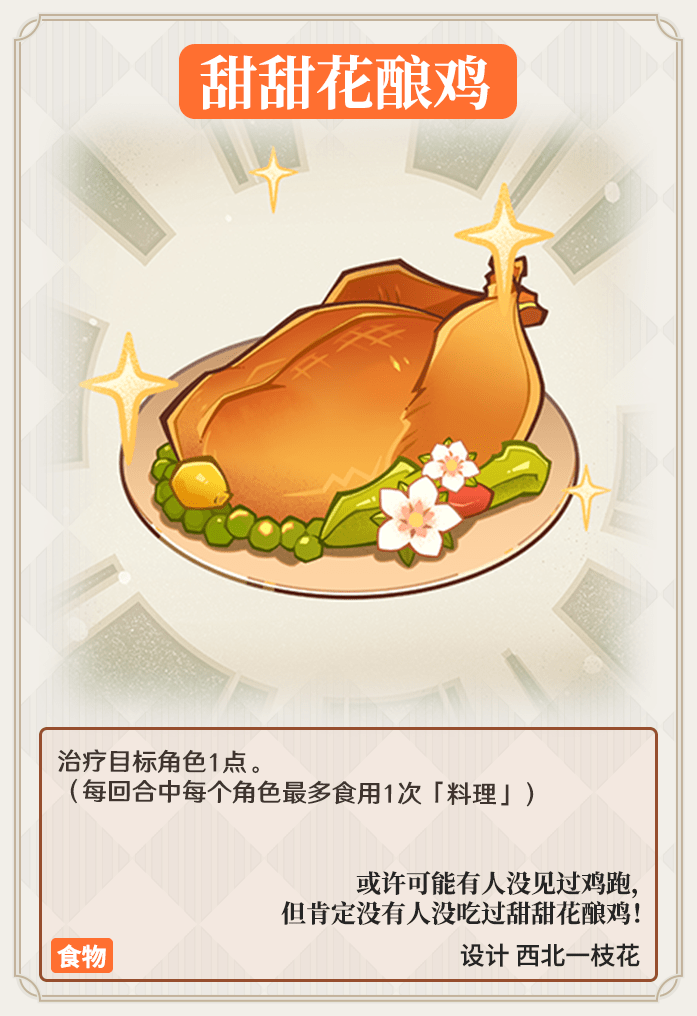 甜甜花酿鸡
治疗目标角色1点。
（每回合中每个角色最多食用1次「料理」）
或许可能有人没见过鸡跑，
但肯定没有人没吃过甜甜花酿鸡！
食物
设计 西北一枝花